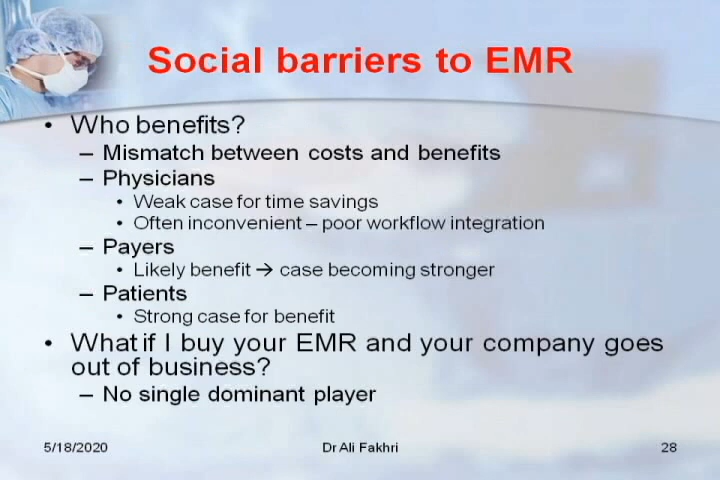 Social barriers to EMR
• Who benefits?
– Mismatch between costs and benefits
– Physicians
• Weak case for time savings
• Often inconvenient – poor workflow integration
– Payers
• Likely benefit → case becoming stronger
– Patients
• Strong case for benefit
• What if I buy your EMR and your company goes
out of business?
– No single dominant player
5/18/2020 Dr Ali Fakhri 28